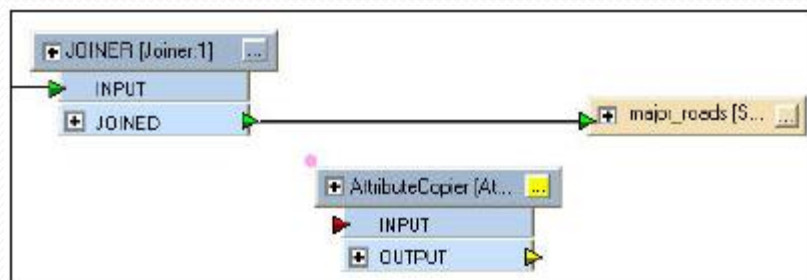 JOINER [Joiner:1] ...
INPUT
JOINED
major_roads [S... ...
AttributeCopier [At... ...
INPUT
OUTPUT